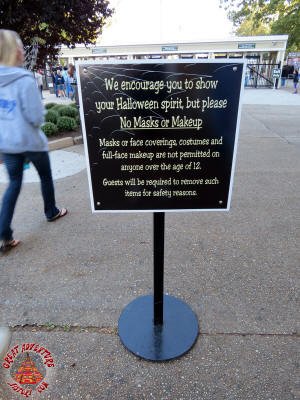 We encourage you to show
your Halloween spirit, but please
No Masks or Makeup
Masks or face coverings, costumes and
full-face makeup are not permitted on
anyone over the age of 12.
Guests will be required to remove such
items for safety reasons.
GREAT ADVENTURE